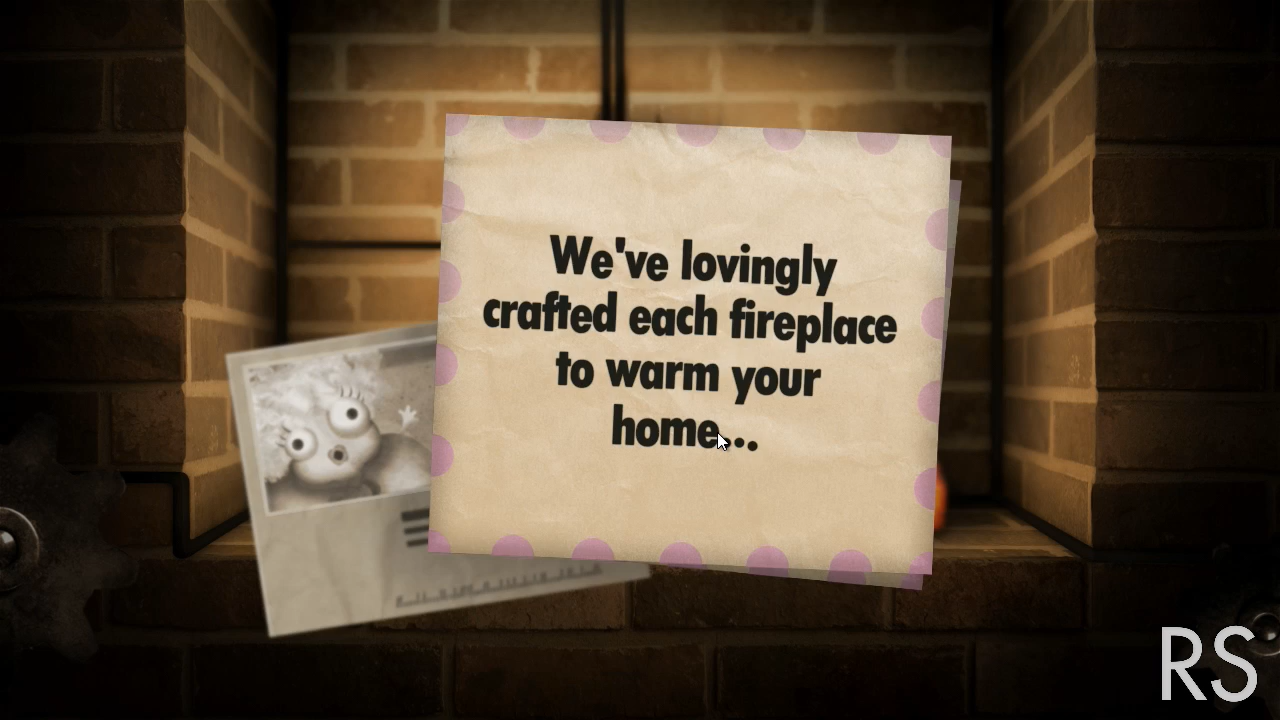 We've lovingly
crafted each fireplace
to warm your
home...
RS